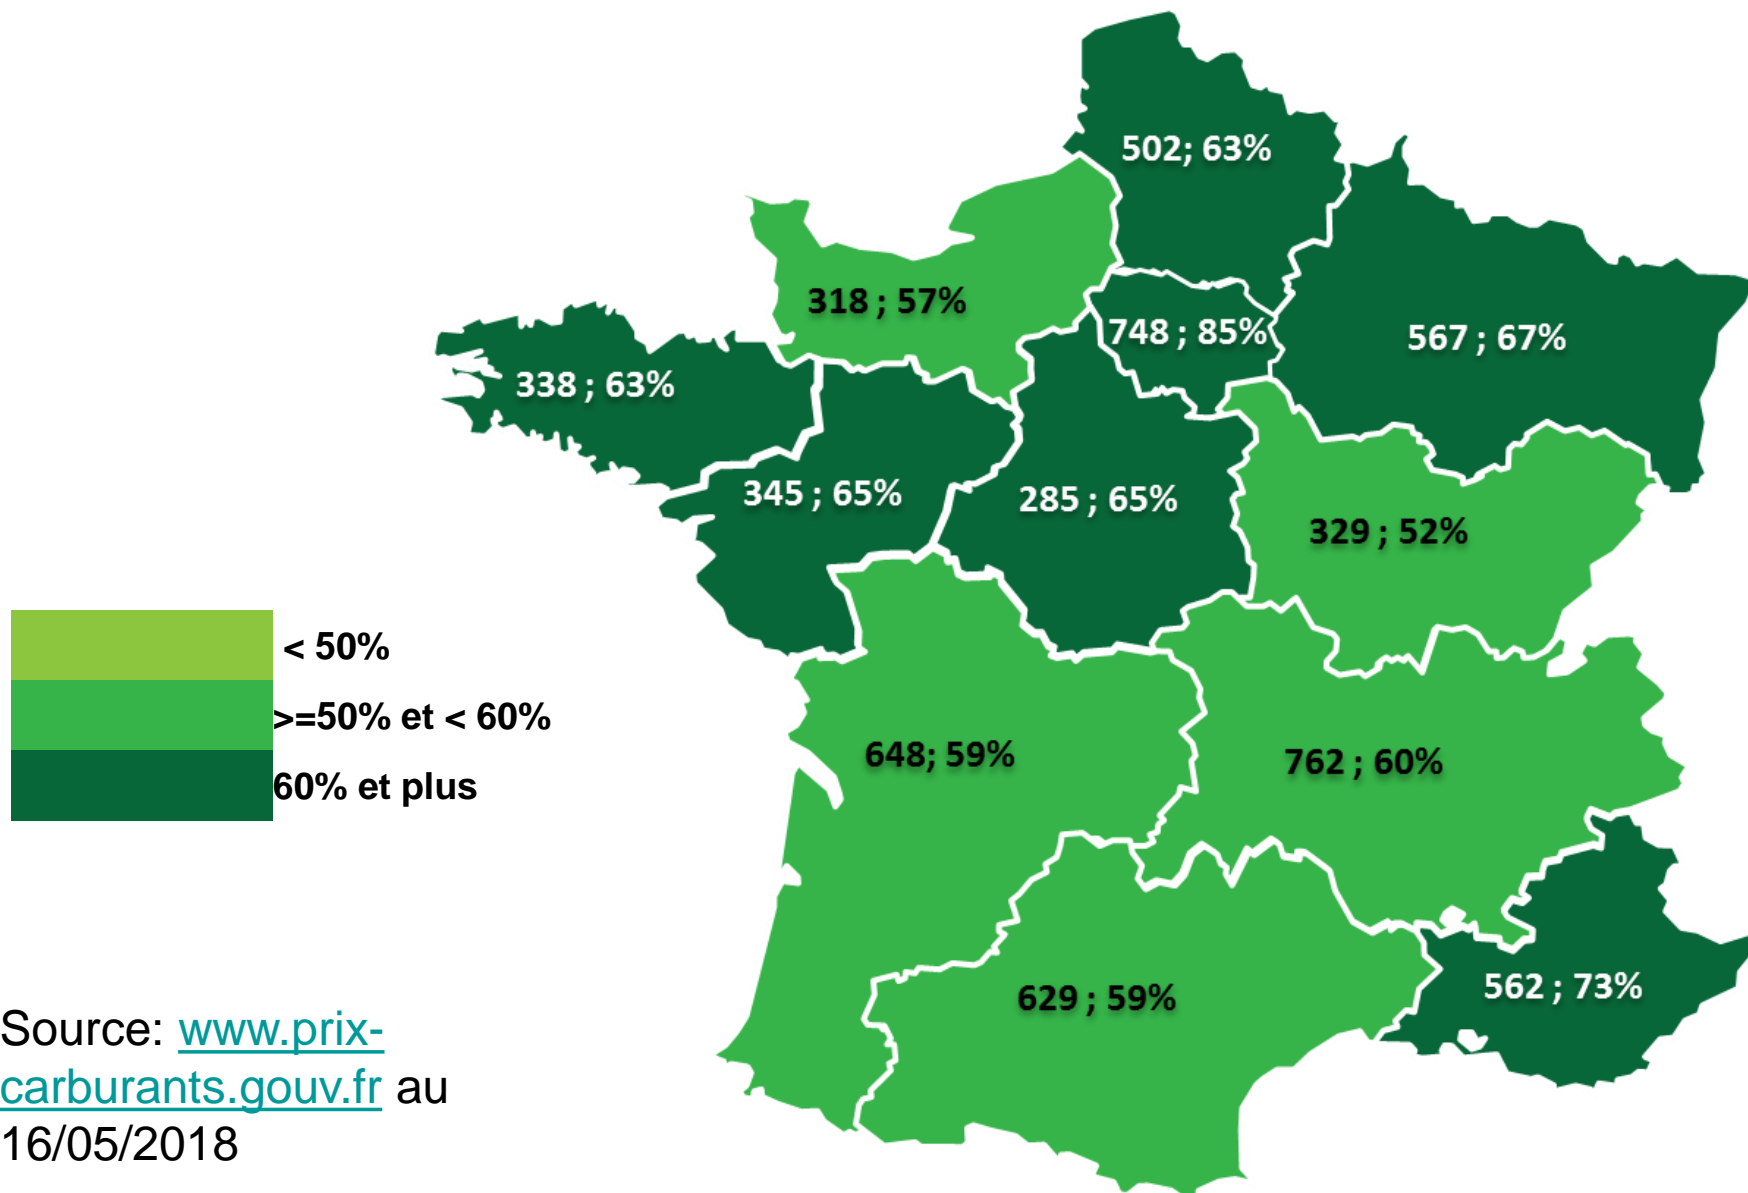 502; 63%
318 ; 57%
748 ; 85%
567 ; 67%
338 ; 63%
345 ; 65%
285 ; 65%
329 ; 52%
< 50%
>=50% et < 60%
60% et plus
648; 59%
762 ; 60%
629 ; 59%
562 ; 73%
Source: www.prix-
carburants.gouv.fr au
16/05/2018